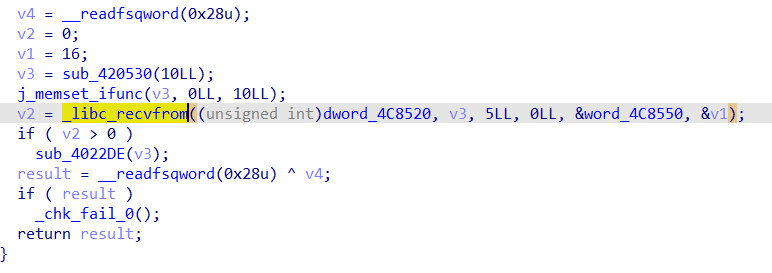 v4 = __readfsqword(0x28u);
v2 = 0;
v1 = 16;
v3 = sub_420530(10LL);
j_memset_ifunc(v3, 0LL, 10LL);
v2 = _libc_recvfrom((unsigned int)dword_4C8520, v3, 5LL, 0LL, &word_4C8550, &v1);
if ( v2 > 0 )
sub_4022DE(v3);
result = __readfsqword(0x28u) ^ v4;
if ( result )
_chk_fail_0();
return result;
}